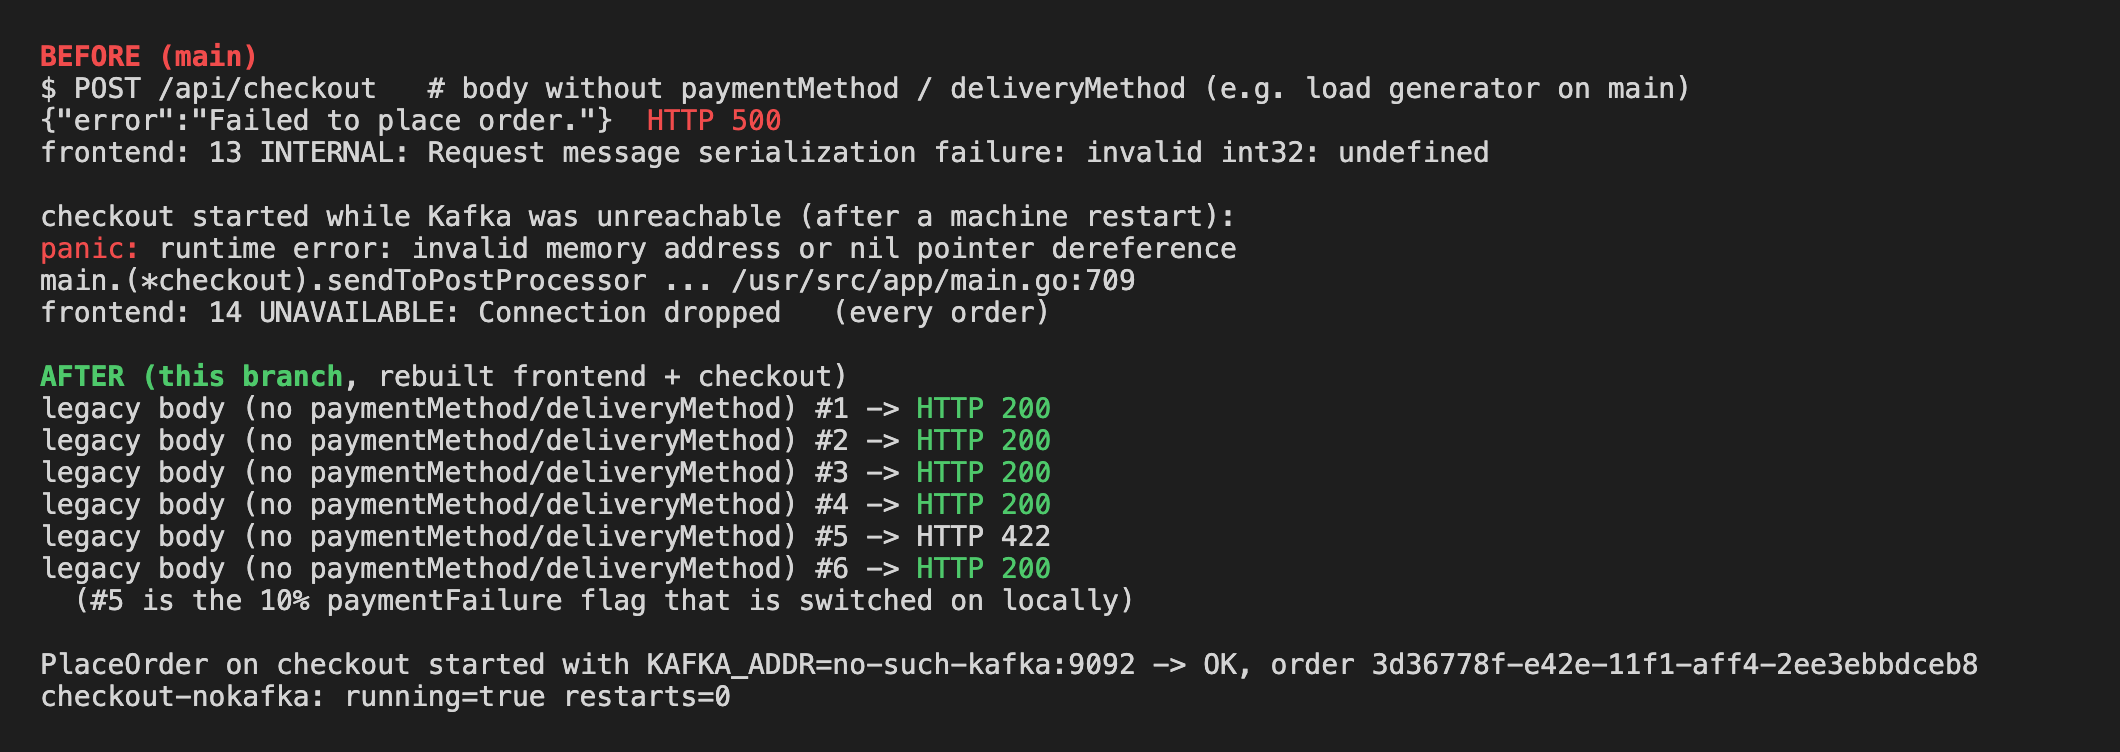 BEFORE (main)
$ POST /api/checkout   # body without paymentMethod / deliveryMethod (e.g. load generator on main)
{"error":"Failed to place order."}  HTTP 500
frontend: 13 INTERNAL: Request message serialization failure: invalid int32: undefined
checkout started while Kafka was unreachable (after a machine restart):
panic: runtime error: invalid memory address or nil pointer dereference
main.(*checkout).sendToPostProcessor ... /usr/src/app/main.go:709
frontend: 14 UNAVAILABLE: Connection dropped   (every order)
AFTER (this branch, rebuilt frontend + checkout)
legacy body (no paymentMethod/deliveryMethod) #1 -> HTTP 200
legacy body (no paymentMethod/deliveryMethod) #2 -> HTTP 200
legacy body (no paymentMethod/deliveryMethod) #3 -> HTTP 200
legacy body (no paymentMethod/deliveryMethod) #4 -> HTTP 200
legacy body (no paymentMethod/deliveryMethod) #5 -> HTTP 422
legacy body (no paymentMethod/deliveryMethod) #6 -> HTTP 200
  (#5 is the 10% paymentFailure flag that is switched on locally)
PlaceOrder on checkout started with KAFKA_ADDR=no-such-kafka:9092 -> OK, order 3d36778f-e42e-11f1-aff4-2ee3ebbdceb8
checkout-nokafka: running=true restarts=0